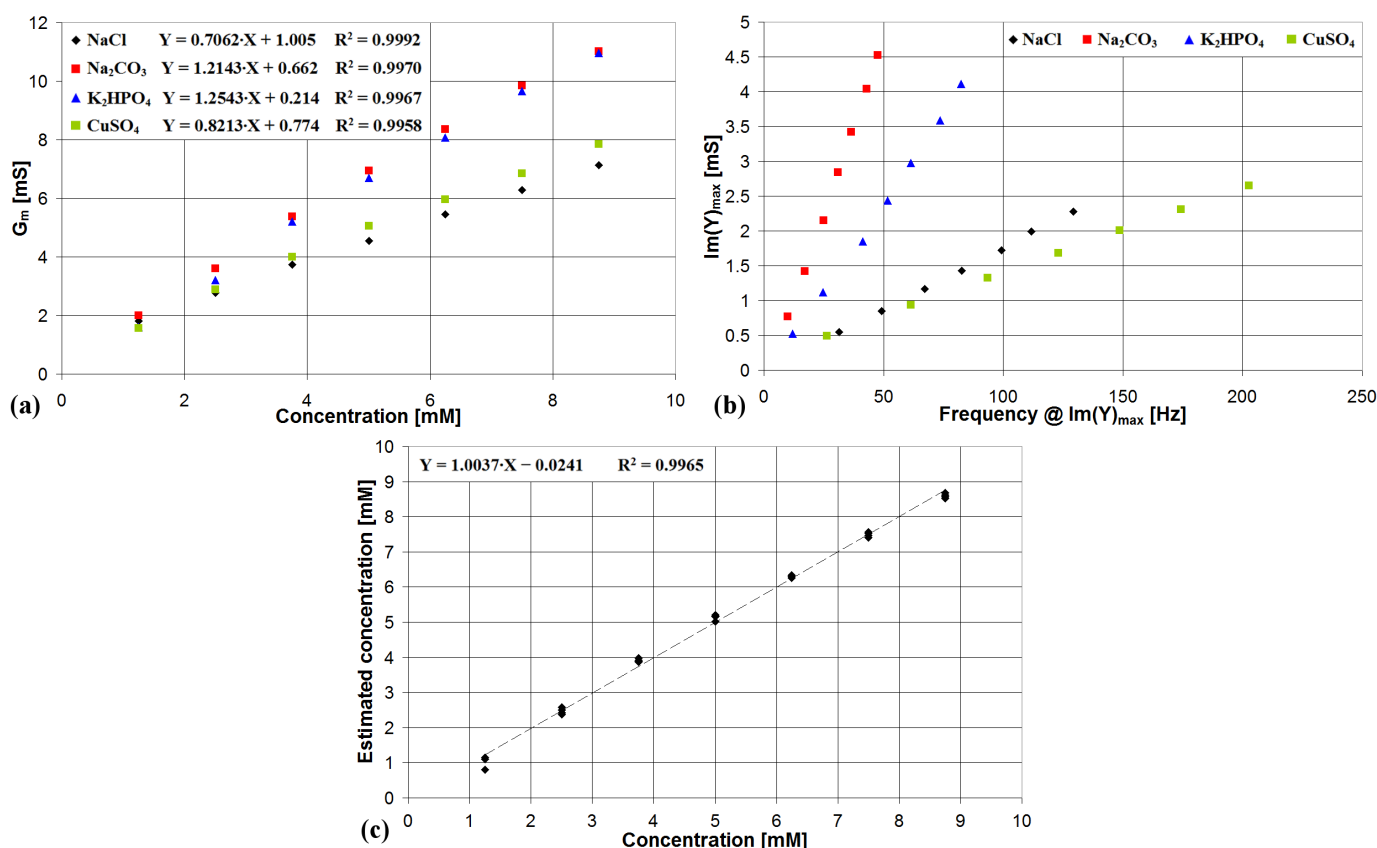 12
10
8
6
4
2
0
G_m [mS]
NaCl Y = 0.7062·X + 1.005 R² = 0.9992
Na₂CO₃ Y = 1.2143·X + 0.662 R² = 0.9970
K₂HPO₄ Y = 1.2543·X + 0.214 R² = 0.9967
CuSO₄ Y = 0.8213·X + 0.774 R² = 0.9958
0 2 4 6 8 10
(a) Concentration [mM]
5
4.5
4
3.5
3
2.5
2
1.5
1
0.5
0
Im(Y)max [mS]
NaCl Na₂CO₃ K₂HPO₄ CuSO₄
0 50 100 150 200 250
(b) Frequency @ Im(Y)max [Hz]
10
9
8
7
6
5
4
3
2
1
0
Estimated concentration [mM]
Y = 1.0037·X − 0.0241 R² = 0.9965
0 1 2 3 4 5 6 7 8 9 10
(c) Concentration [mM]